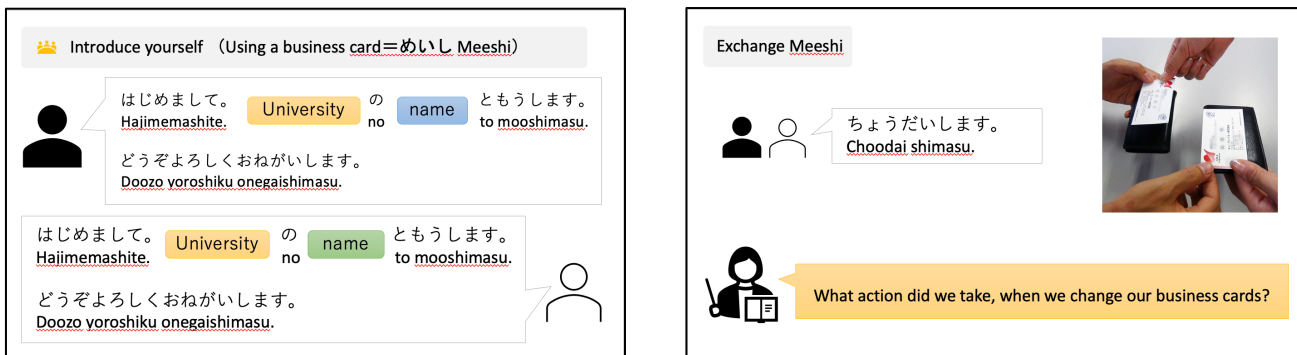 Introduce yourself （Using a business card＝めいし Meeshi）
はじめまして。 University の name ともうします。
Hajimemashite. no to mooshimasu.
どうぞよろしくおねがいします。
Doozo yoroshiku onegaishimasu.
はじめまして。 University の name ともうします。
Hajimemashite. no to mooshimasu.
どうぞよろしくおねがいします。
Doozo yoroshiku onegaishimasu.
Exchange Meeshi
ちょうだいします。
Choodai shimasu.
What action did we take, when we change our business cards?